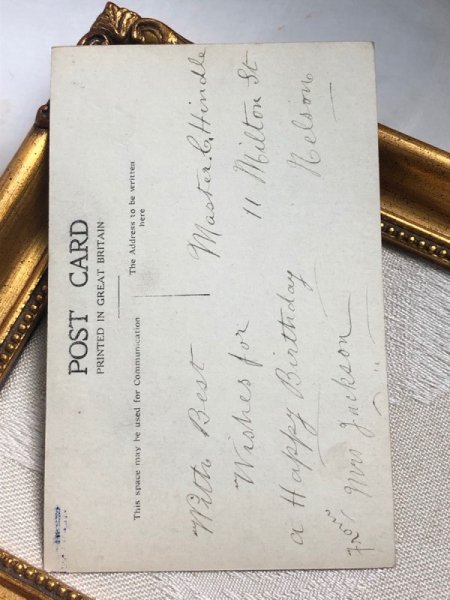 POST CARD
PRINTED IN GREAT BRITAIN
This space may be used for Communication
The Address to be written
here
With Best
Wishes for
a Happy Birthday
from Mrs Jackson
Master. C. Hindle
11 Milton St
Nelson